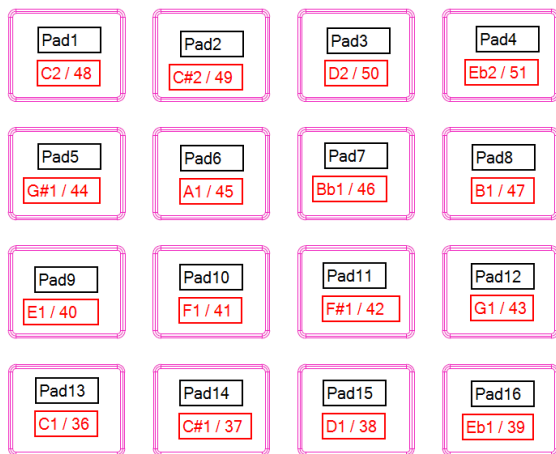 Pad1
C2 / 48
Pad2
C#2 / 49
Pad3
D2 / 50
Pad4
Eb2 / 51
Pad5
G#1 / 44
Pad6
A1 / 45
Pad7
Bb1 / 46
Pad8
B1 / 47
Pad9
E1 / 40
Pad10
F1 / 41
Pad11
F#1 / 42
Pad12
G1 / 43
Pad13
C1 / 36
Pad14
C#1 / 37
Pad15
D1 / 38
Pad16
Eb1 / 39